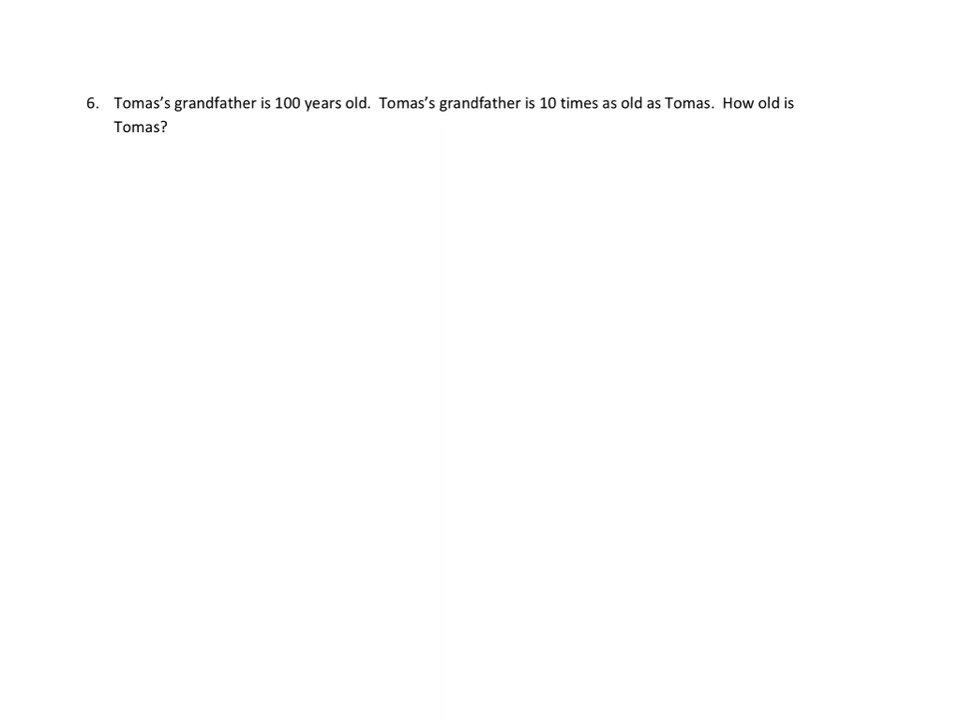 6. Tomas’s grandfather is 100 years old. Tomas’s grandfather is 10 times as old as Tomas. How old is
Tomas?